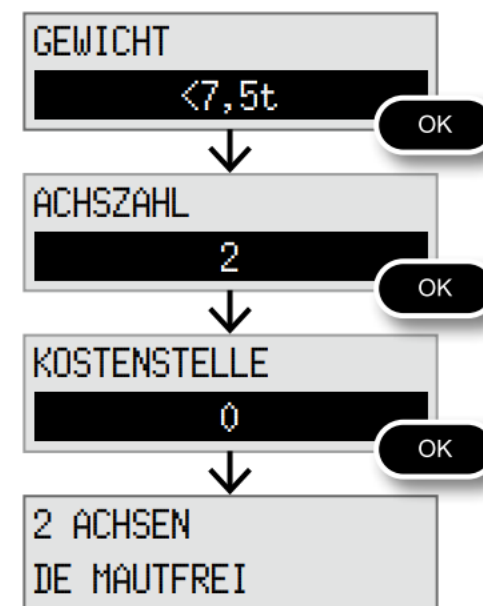 GEWICHT
<7,5t
OK
ACHSZAHL
2
OK
KOSTENSTELLE
0
OK
2 ACHSEN
DE MAUTFREI